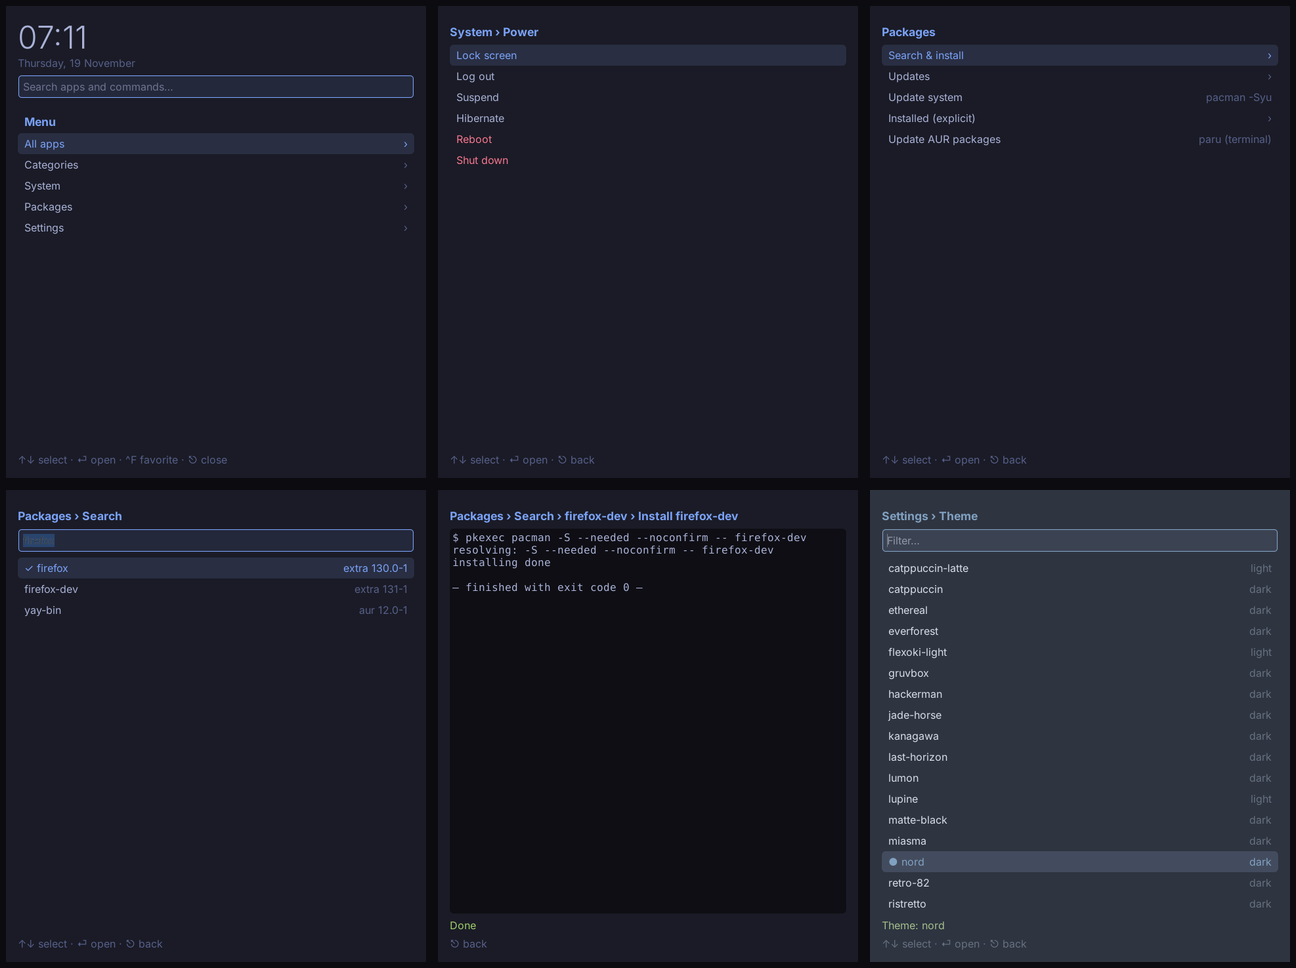 07:11
Thursday, 19 November
Search apps and commands...
Menu
All apps ›
Categories ›
System ›
Packages ›
Settings ›
↑↓ select · ⏎ open · ^F favorite · ⎋ close
System › Power
Lock screen
Log out
Suspend
Hibernate
Reboot
Shut down
↑↓ select · ⏎ open · ⎋ back
Packages
Search & install ›
Updates ›
Update system pacman -Syu
Installed (explicit) ›
Update AUR packages paru (terminal)
↑↓ select · ⏎ open · ⎋ back
Packages › Search
✓ firefox extra 130.0-1
firefox-dev extra 131-1
yay-bin aur 12.0-1
↑↓ select · ⏎ open · ⎋ back
Packages › Search › firefox-dev › Install firefox-dev
$ pkexec pacman -S --needed --noconfirm -- firefox-dev
resolving: -S --needed --noconfirm -- firefox-dev
installing done
— finished with exit code 0 —
Done
⎋ back
Settings › Theme
Filter...
catppuccin-latte light
catppuccin dark
ethereal dark
everforest dark
flexoki-light light
gruvbox dark
hackerman dark
jade-horse dark
kanagawa dark
last-horizon dark
lumon dark
lupine light
matte-black dark
miasma dark
● nord dark
retro-82 dark
ristretto dark
Theme: nord
↑↓ select · ⏎ open · ⎋ back